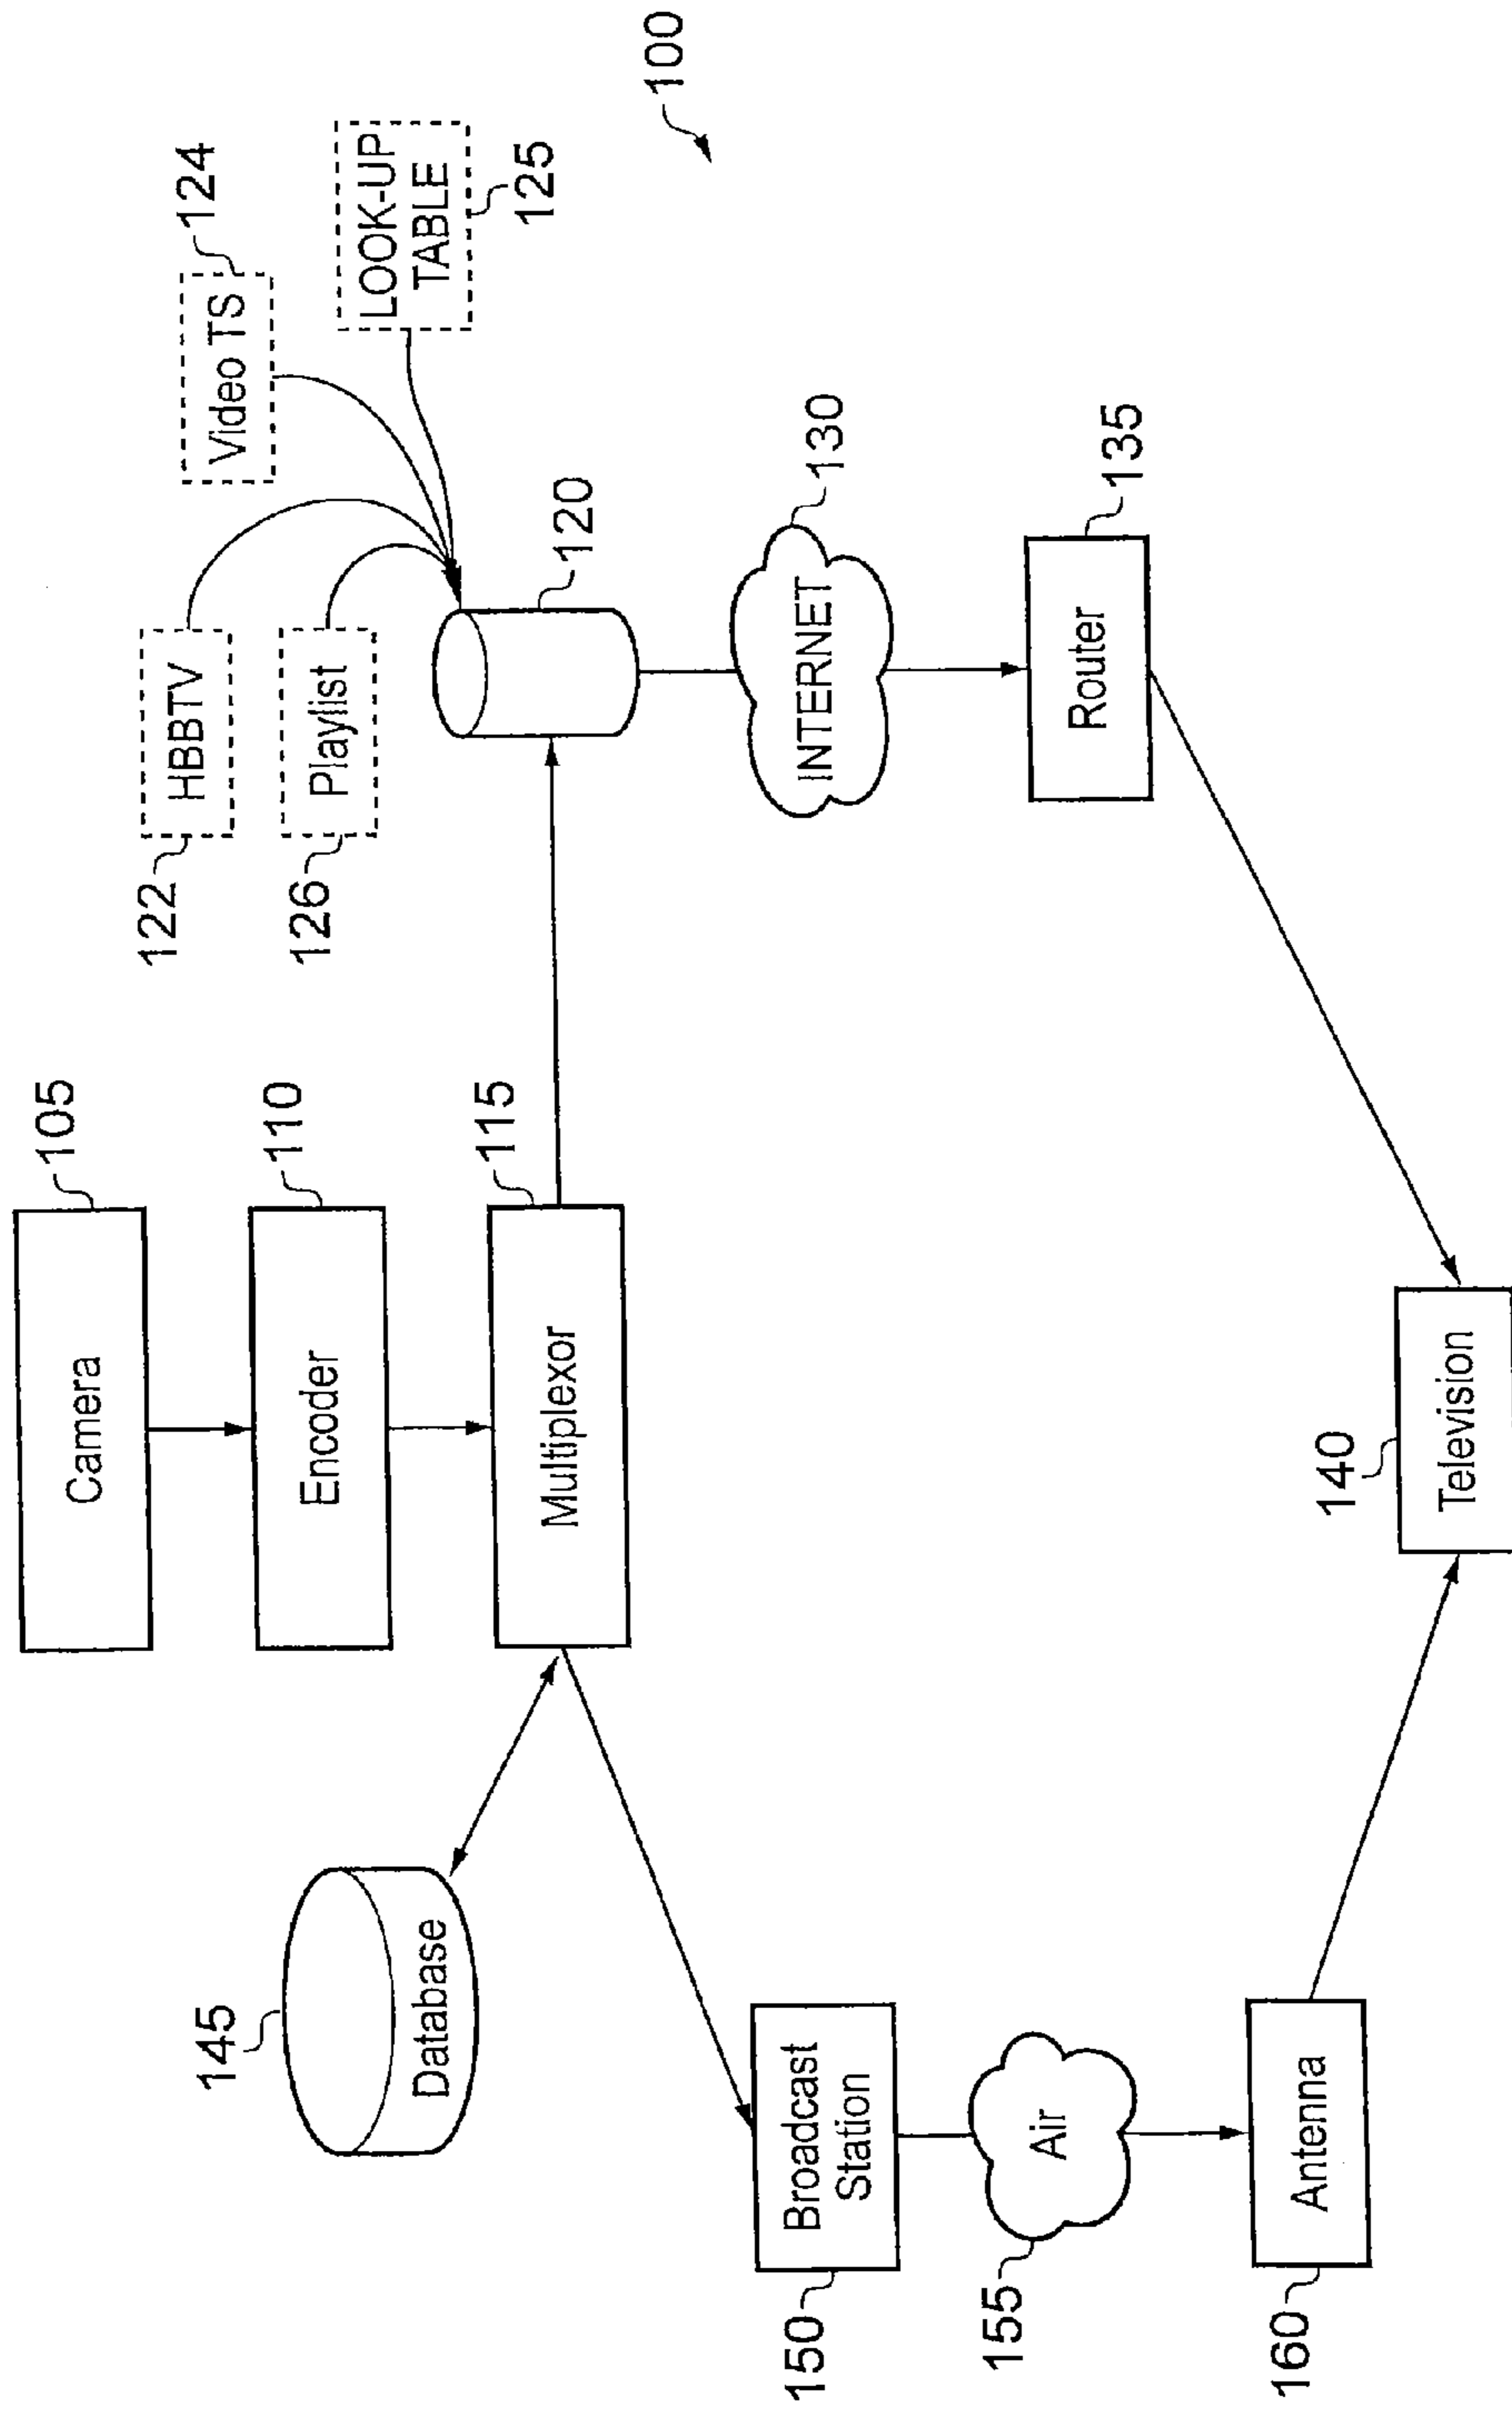 105
Camera
110
Encoder
115
Multiplexor
145
Database
122
HBBTV
126
Playlist
Video TS
124
LOOK-UP
TABLE
125
120
100
150
Broadcast
Station
INTERNET
130
155
Air
Router
135
160
Antenna
140
Television